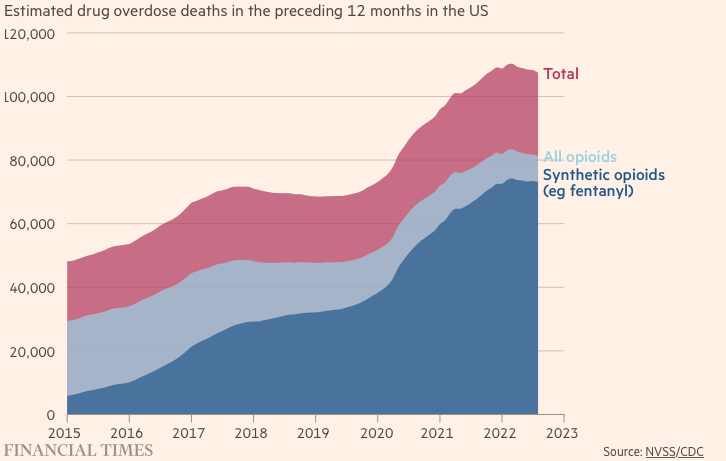 Estimated drug overdose deaths in the preceding 12 months in the US
120,000
100,000
80,000
60,000
40,000
20,000
0
Total
All opioids
Synthetic opioids
(eg fentanyl)
2015 2016 2017 2018 2019 2020 2021 2022 2023
FINANCIAL TIMES
Source: NVSS/CDC